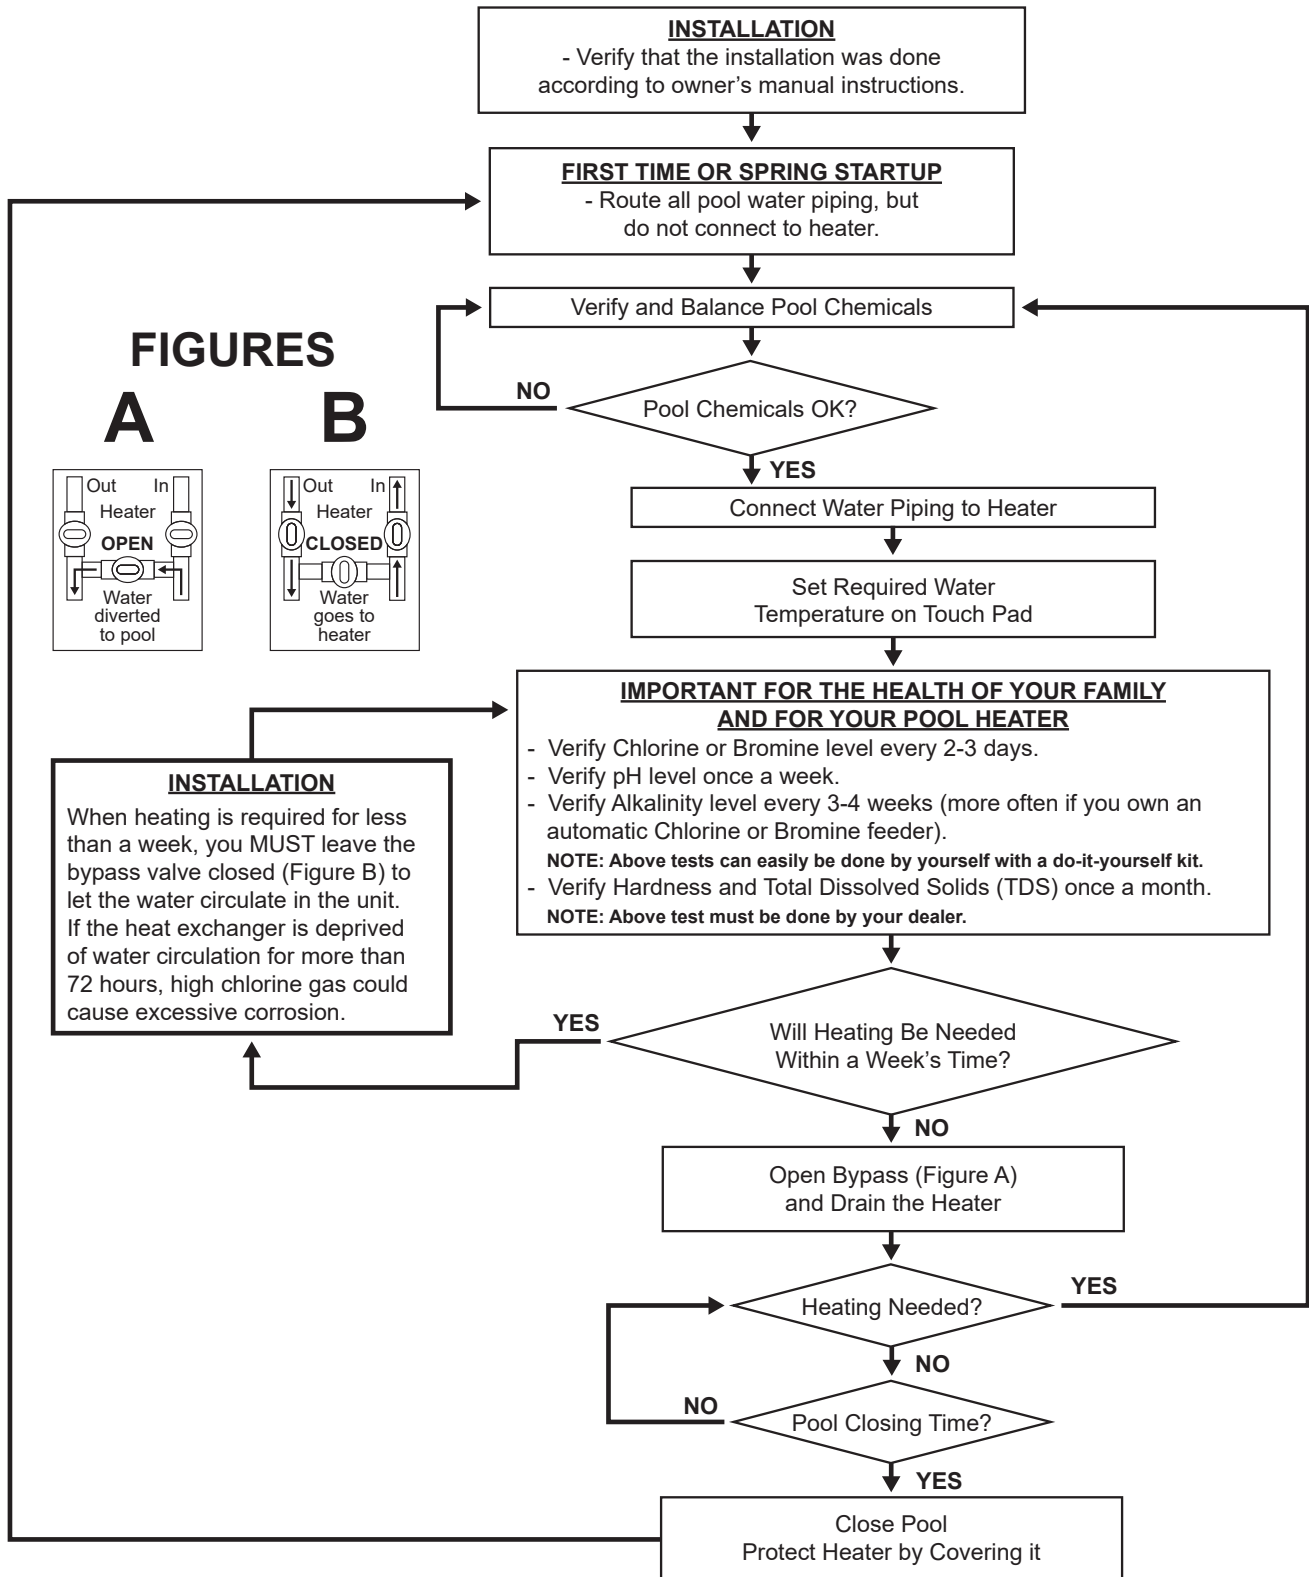 INSTALLATION
- Verify that the installation was done
according to owner's manual instructions.
FIRST TIME OR SPRING STARTUP
- Route all pool water piping, but
do not connect to heater.
Verify and Balance Pool Chemicals
Pool Chemicals OK?
NO
YES
Connect Water Piping to Heater
Set Required Water
Temperature on Touch Pad
FIGURES
A
B
Out In
Heater
OPEN
Water
diverted
to pool
Out In
Heater
CLOSED
Water
goes to
heater
IMPORTANT FOR THE HEALTH OF YOUR FAMILY
AND FOR YOUR POOL HEATER
- Verify Chlorine or Bromine level every 2-3 days.
- Verify pH level once a week.
- Verify Alkalinity level every 3-4 weeks (more often if you own an
automatic Chlorine or Bromine feeder).
NOTE: Above tests can easily be done by yourself with a do-it-yourself kit.
- Verify Hardness and Total Dissolved Solids (TDS) once a month.
NOTE: Above test must be done by your dealer.
INSTALLATION
When heating is required for less
than a week, you MUST leave the
bypass valve closed (Figure B) to
let the water circulate in the unit.
If the heat exchanger is deprived
of water circulation for more than
72 hours, high chlorine gas could
cause excessive corrosion.
YES
Will Heating Be Needed
Within a Week's Time?
NO
Open Bypass (Figure A)
and Drain the Heater
Heating Needed?
YES
NO
Pool Closing Time?
NO
YES
Close Pool
Protect Heater by Covering it